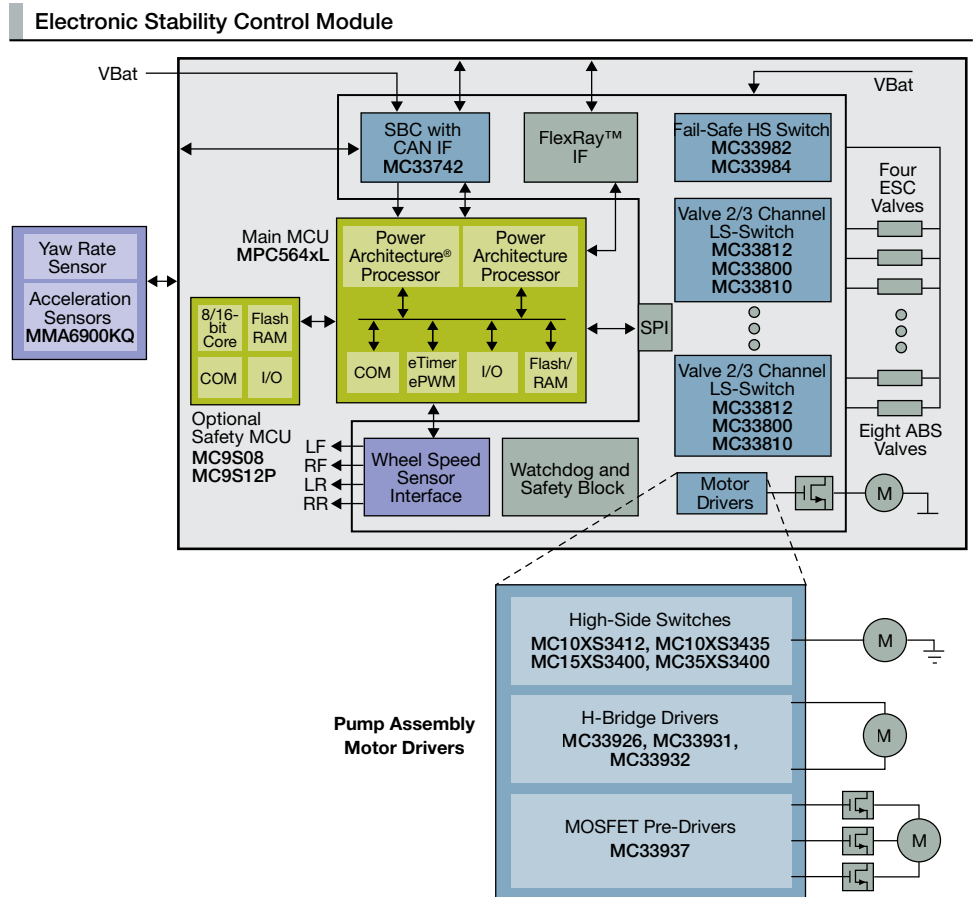 Electronic Stability Control Module
VBat
VBat
SBC with
CAN IF
MC33742
FlexRay™
IF
Fail-Safe HS Switch
MC33982
MC33984
Four
ESC
Valves
Yaw Rate
Sensor
Acceleration
Sensors
MMA6900KQ
Main MCU
MPC564xL
Power
Architecture®
Processor
Power
Architecture
Processor
Valve 2/3 Channel
LS-Switch
MC33812
MC33800
MC33810
8/16-
bit
Core
Flash
RAM
COM
I/O
COM
eTimer
ePWM
I/O
Flash/
RAM
SPI
Optional
Safety MCU
MC9S08
MC9S12P
Valve 2/3 Channel
LS-Switch
MC33812
MC33800
MC33810
Eight ABS
Valves
LF
RF
LR
RR
Wheel Speed
Sensor
Interface
Watchdog and
Safety Block
Motor
Drivers
M
High-Side Switches
MC10XS3412, MC10XS3435
MC15XS3400, MC35XS3400
M
Pump Assembly
Motor Drivers
H-Bridge Drivers
MC33926, MC33931,
MC33932
M
MOSFET Pre-Drivers
MC33937
M